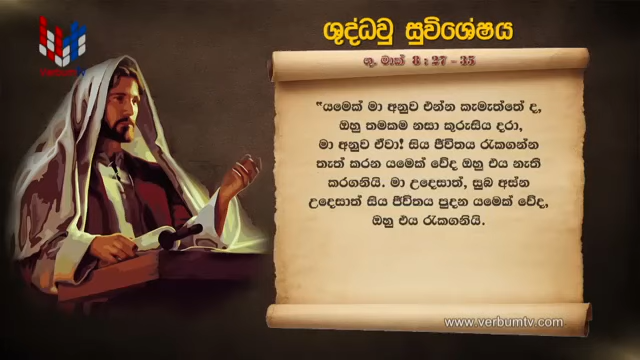 verbumtv
ශුද්ධවු සුවිශේෂය
ශු. මාක් 8 : 27 - 35
"යමෙක් මා අනුව එන්න කැමැත්තේ ද,
ඔහු තමකම නසා කුරුසිය දරා,
මා අනුව ඒවා! සිය ජීවිතය රැකගන්න
තැත් කරන යමෙක් වේද ඔහු එය නැති
කරගනියි. මා උදෙසාත්, සුබ අස්න
උදෙසාත් සිය ජීවිතය පුදන යමෙක් වේද,
ඔහු එය රැකගනියි.
www.verbumtv.com